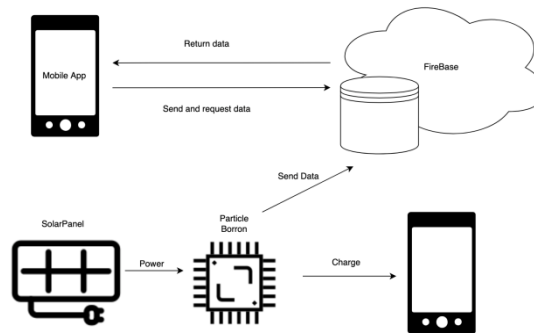 Return data
FireBase
Mobile App
Send and request data
Send Data
SolarPanel
Particle
Borron
Power
Charge